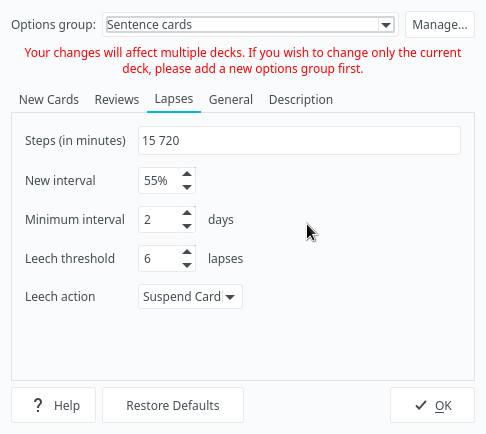 Options group: Sentence cards Manage...
Your changes will affect multiple decks. If you wish to change only the current
deck, please add a new options group first.
New Cards Reviews Lapses General Description
Steps (in minutes) 15 720
New interval 55%
Minimum interval 2 days
Leech threshold 6 lapses
Leech action Suspend Card
? Help Restore Defaults OK